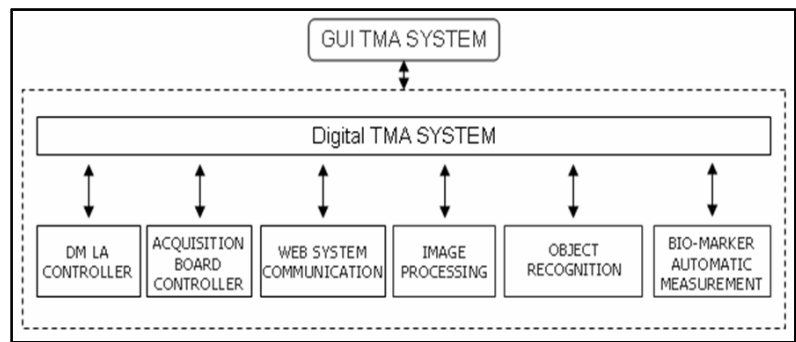 GUI TMA SYSTEM
Digital TMA SYSTEM
DM LA
CONTROLLER
ACQUISITION
BOARD
CONTROLLER
WEB SYSTEM
COMMUNICATION
IMAGE
PROCESSING
OBJECT
RECOGNITION
BIO-MARKER
AUTOMATIC
MEASUREMENT